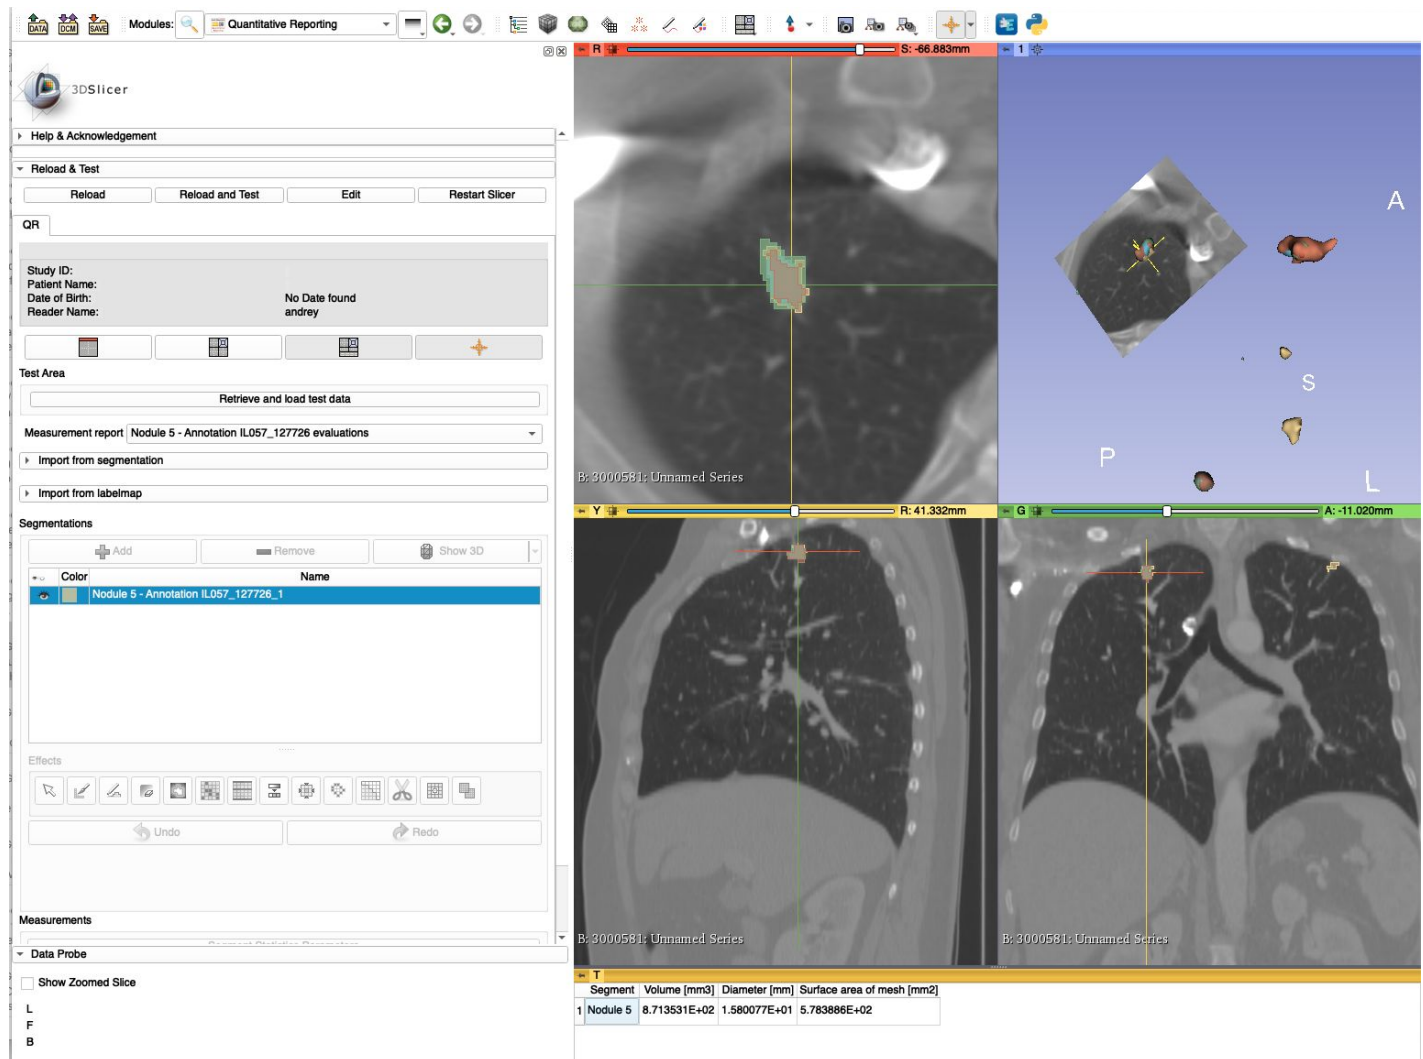 DATA
DCM
SAVE
Modules:
Quantitative Reporting
3DSlicer
Help & Acknowledgement
Reload & Test
Reload
Reload and Test
Edit
Restart Slicer
QR
Study ID:
Patient Name:
Date of Birth: No Date found
Reader Name: andrey
Test Area
Retrieve and load test data
Measurement report Nodule 5 - Annotation IL057_127726 evaluations
Import from segmentation
Import from labelmap
Segmentations
Add
Remove
Show 3D
Color Name
Nodule 5 - Annotation IL057_127726_1
Effects
Undo
Redo
Measurements
Data Probe
Show Zoomed Slice
L
F
B
R S: -66.883mm
B: 3000581: Unnamed Series
1
A
S
P
L
Y R: 41.332mm
B: 3000581: Unnamed Series
G A: -11.020mm
B: 3000581: Unnamed Series
T
Segment Volume [mm3] Diameter [mm] Surface area of mesh [mm2]
1 Nodule 5 8.713531E+02 1.580077E+01 5.783886E+02